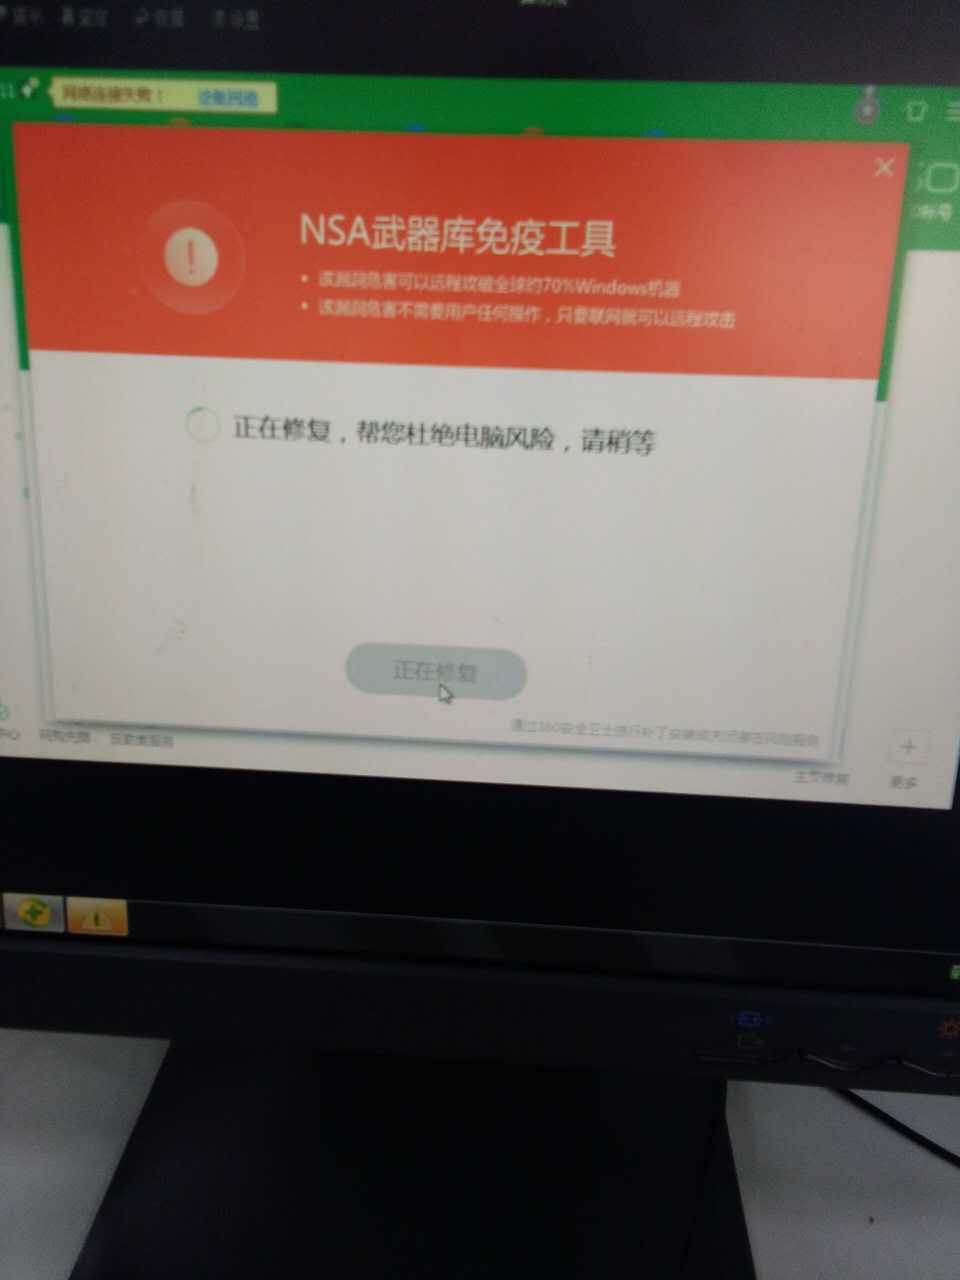 网络连接失败! 诊断网络
NSA武器库免疫工具
• 该漏洞危害可以远程攻破全球约70%Windows机器
• 该漏洞危害不需要用户任何操作，只要联网就可以远程攻击
正在修复，帮您杜绝电脑风险，请稍等
正在修复
主页修复
更多